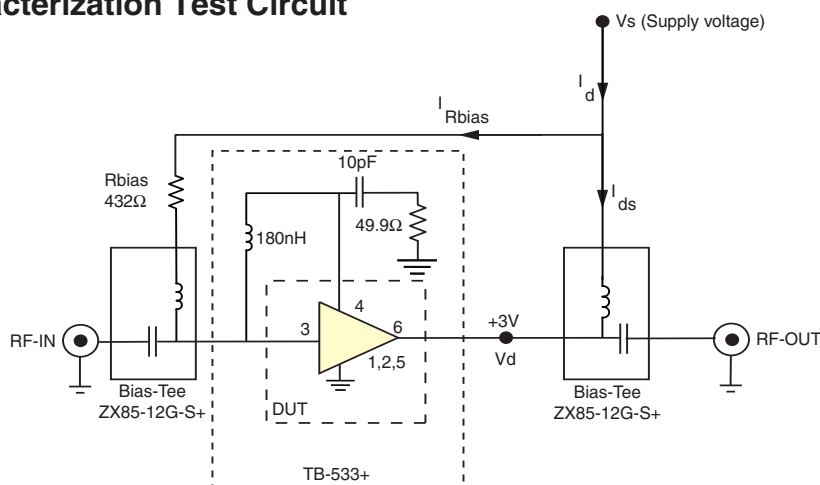 acterization Test Circuit
Vs (Supply voltage)
I d
I Rbias
10pF
Rbias
432Ω
I ds
49.9Ω
180nH
4
3
6
+3V
RF-IN
RF-OUT
1,2,5
Vd
Bias-Tee
ZX85-12G-S+
DUT
Bias-Tee
ZX85-12G-S+
TB-533+